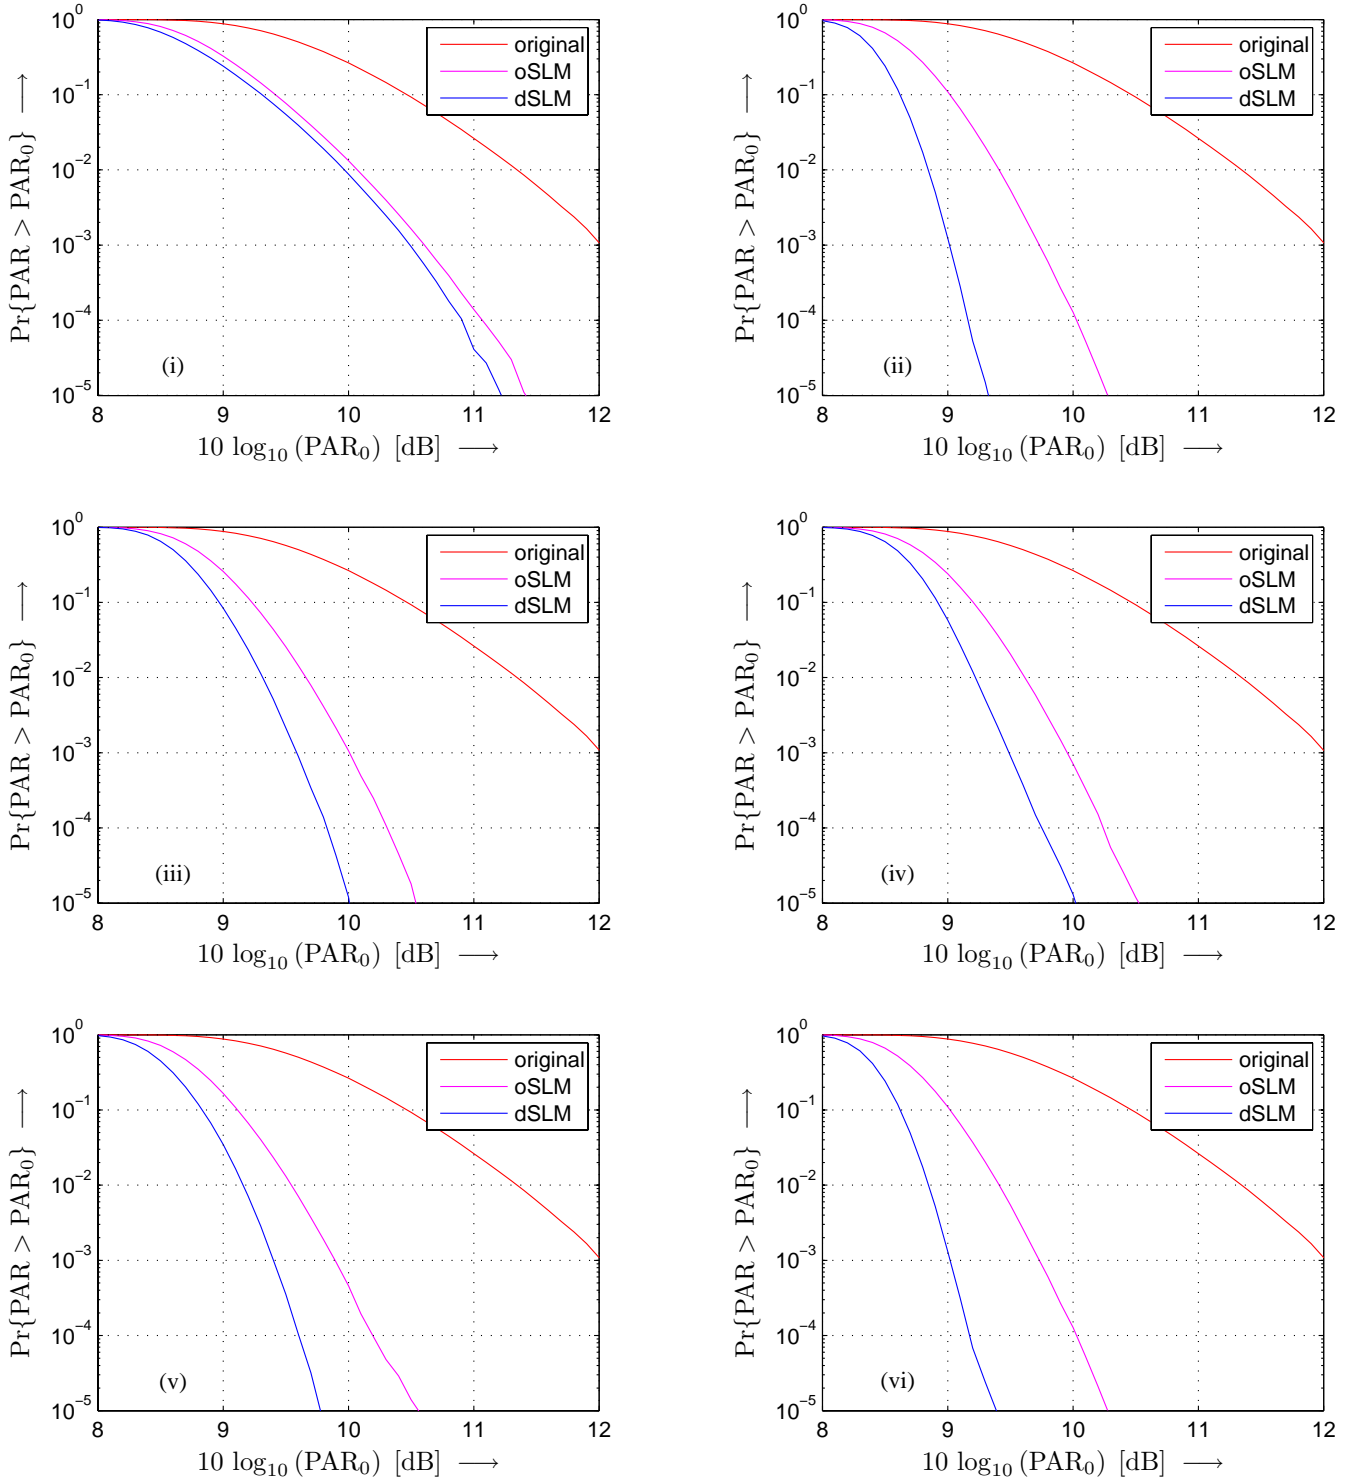 10^0
10^−1
10^−2
10^−3
10^−4
10^−5
8 9 10 11 12
Pr{PAR > PAR_0} ⟶
10 log_10 (PAR_0) [dB] ⟶
original
oSLM
dSLM
(i)
10^0
10^−1
10^−2
10^−3
10^−4
10^−5
8 9 10 11 12
Pr{PAR > PAR_0} ⟶
10 log_10 (PAR_0) [dB] ⟶
original
oSLM
dSLM
(ii)
10^0
10^−1
10^−2
10^−3
10^−4
10^−5
8 9 10 11 12
Pr{PAR > PAR_0} ⟶
10 log_10 (PAR_0) [dB] ⟶
original
oSLM
dSLM
(iii)
10^0
10^−1
10^−2
10^−3
10^−4
10^−5
8 9 10 11 12
Pr{PAR > PAR_0} ⟶
10 log_10 (PAR_0) [dB] ⟶
original
oSLM
dSLM
(iv)
10^0
10^−1
10^−2
10^−3
10^−4
10^−5
8 9 10 11 12
Pr{PAR > PAR_0} ⟶
10 log_10 (PAR_0) [dB] ⟶
original
oSLM
dSLM
(v)
10^0
10^−1
10^−2
10^−3
10^−4
10^−5
8 9 10 11 12
Pr{PAR > PAR_0} ⟶
10 log_10 (PAR_0) [dB] ⟶
original
oSLM
dSLM
(vi)